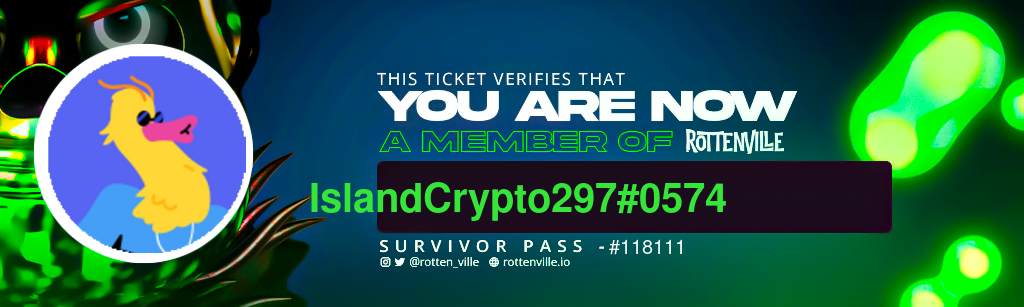 THIS TICKET VERIFIES THAT
YOU ARE NOW
A MEMBER OF ROTTENVILLE
IslandCrypto297#0574
SURVIVOR PASS -#118111
@rotten_ville rottenville.io